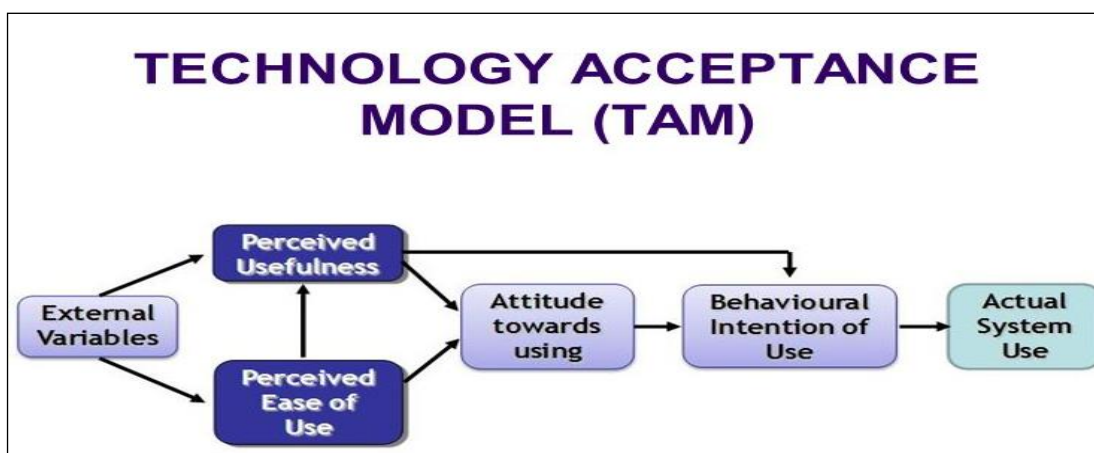 TECHNOLOGY ACCEPTANCE
MODEL (TAM)
Perceived
Usefulness
External
Variables
Perceived
Ease of
Use
Attitude
towards
using
Behavioural
Intention of
Use
Actual
System
Use